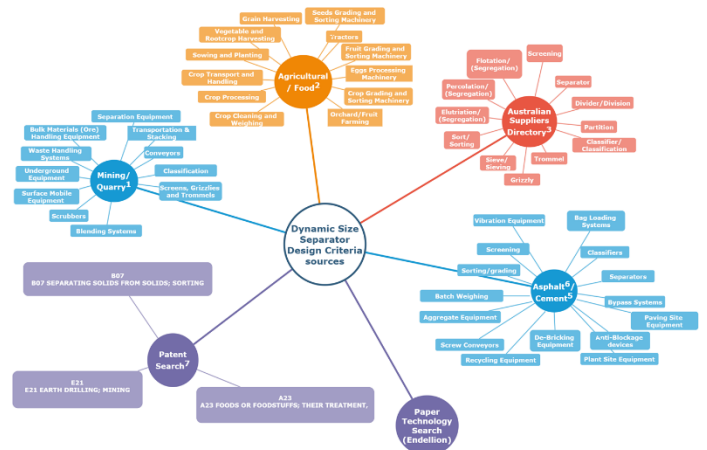 Grain Harvesting
Seeds Grading and
Sorting Machinery
Vegetable and
Rootcrop Harvesting
Tractors
Sowing and Planting
Fruit Grading and
Sorting Machinery
Crop Transport and
Handling
Eggs Processing
Machinery
Crop Processing
Crop Grading and
Sorting Machinery
Crop Cleaning and
Weighing
Orchard/Fruit
Farming
Agricultural
/ Food2
Flotation/
(Segregation)
Screening
Percolation/
(Segregation)
Separator
Elutriation/
(Segregation)
Divider/Division
Sort/
Sorting
Partition
Sieve/
Sieving
Classifier/
Classification
Grizzly
Trommel
Australian
Suppliers
Directory3
Separation Equipment
Bulk Materials (Ore)
Handling Equipment
Transportation &
Stacking
Waste Handling
Systems
Conveyors
Underground
Equipment
Classification
Surface Mobile
Equipment
Screens, Grizzlies
and Trommels
Scrubbors
Blending Systems
Mining/
Quarry1
Dynamic Size
Separator
Design Criteria
sources
Vibration Equipment
Bag Loading
Systems
Screening
Classifiers
Sorting/grading
Separators
Batch Weighing
Bypass Systems
Aggregate Equipment
Paving Site
Equipment
Screw Conveyors
De-Bricking
Equipment
Anti-Blockage
devices
Recycling Equipment
Plant Site Equipment
Asphalt6/
Cement5
B07
B07 SEPARATING SOLIDS FROM SOLIDS; SORTING
Patent
Search7
E21
E21 EARTH DRILLING; MINING
A23
A23 FOODS OR FOODSTUFFS; THEIR TREATMENT.
Paper
Technology
Search
(Endellion)